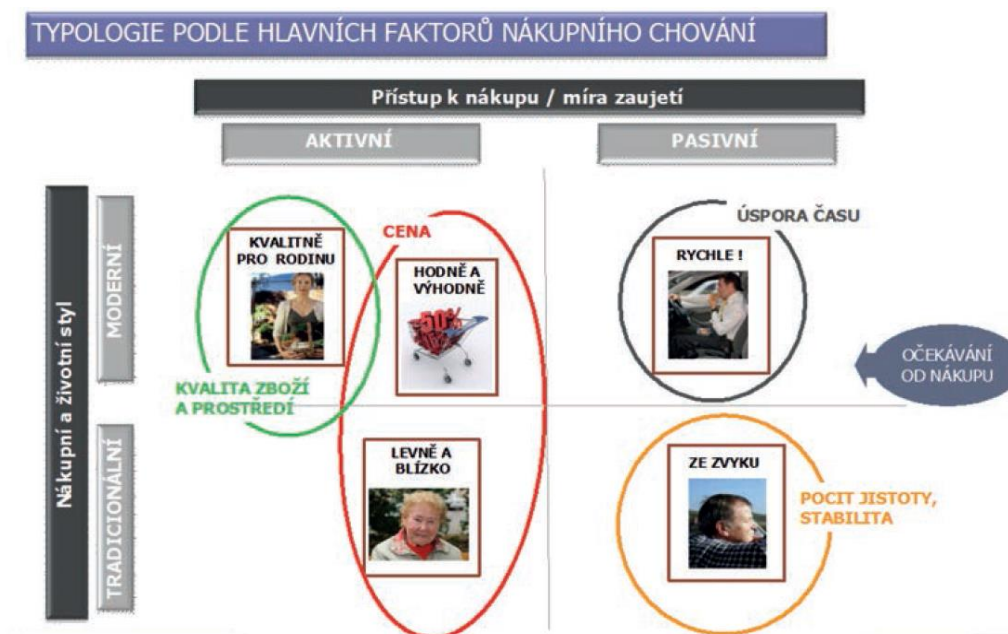 TYPOLOGIE PODLE HLAVNÍCH FAKTORŮ NÁKUPNÍHO CHOVÁNÍ
Přístup k nákupu / míra zaujetí
AKTIVNÍ
PASIVNÍ
Nákupní a životní styl
MODERNÍ
TRADICIONÁLNÍ
KVALITNĚ
PRO RODINU
KVALITA ZBOŽÍ
A PROSTŘEDÍ
CENA
HODNĚ A
VÝHODNĚ
-50%
ÚSPORA ČASU
RYCHLE !
OČEKÁVÁNÍ
OD NÁKUPU
LEVNĚ A
BLÍZKO
ZE ZVYKU
POCIT JISTOTY,
STABILITA